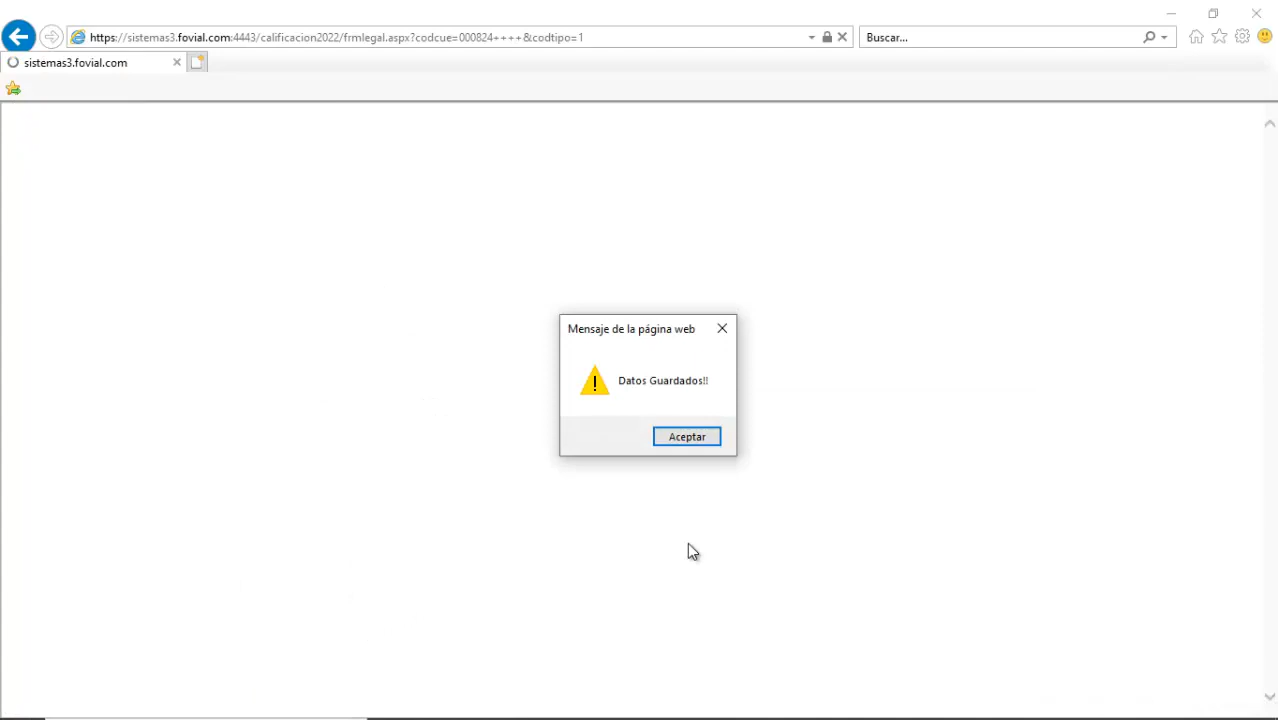 https://sistemas3.fovial.com:4443/calificacion2022/frmlegal.aspx?codcue=000824++++&codtipo=1
Buscar...
sistemas3.fovial.com
Mensaje de la página web
Datos Guardados!!
Aceptar